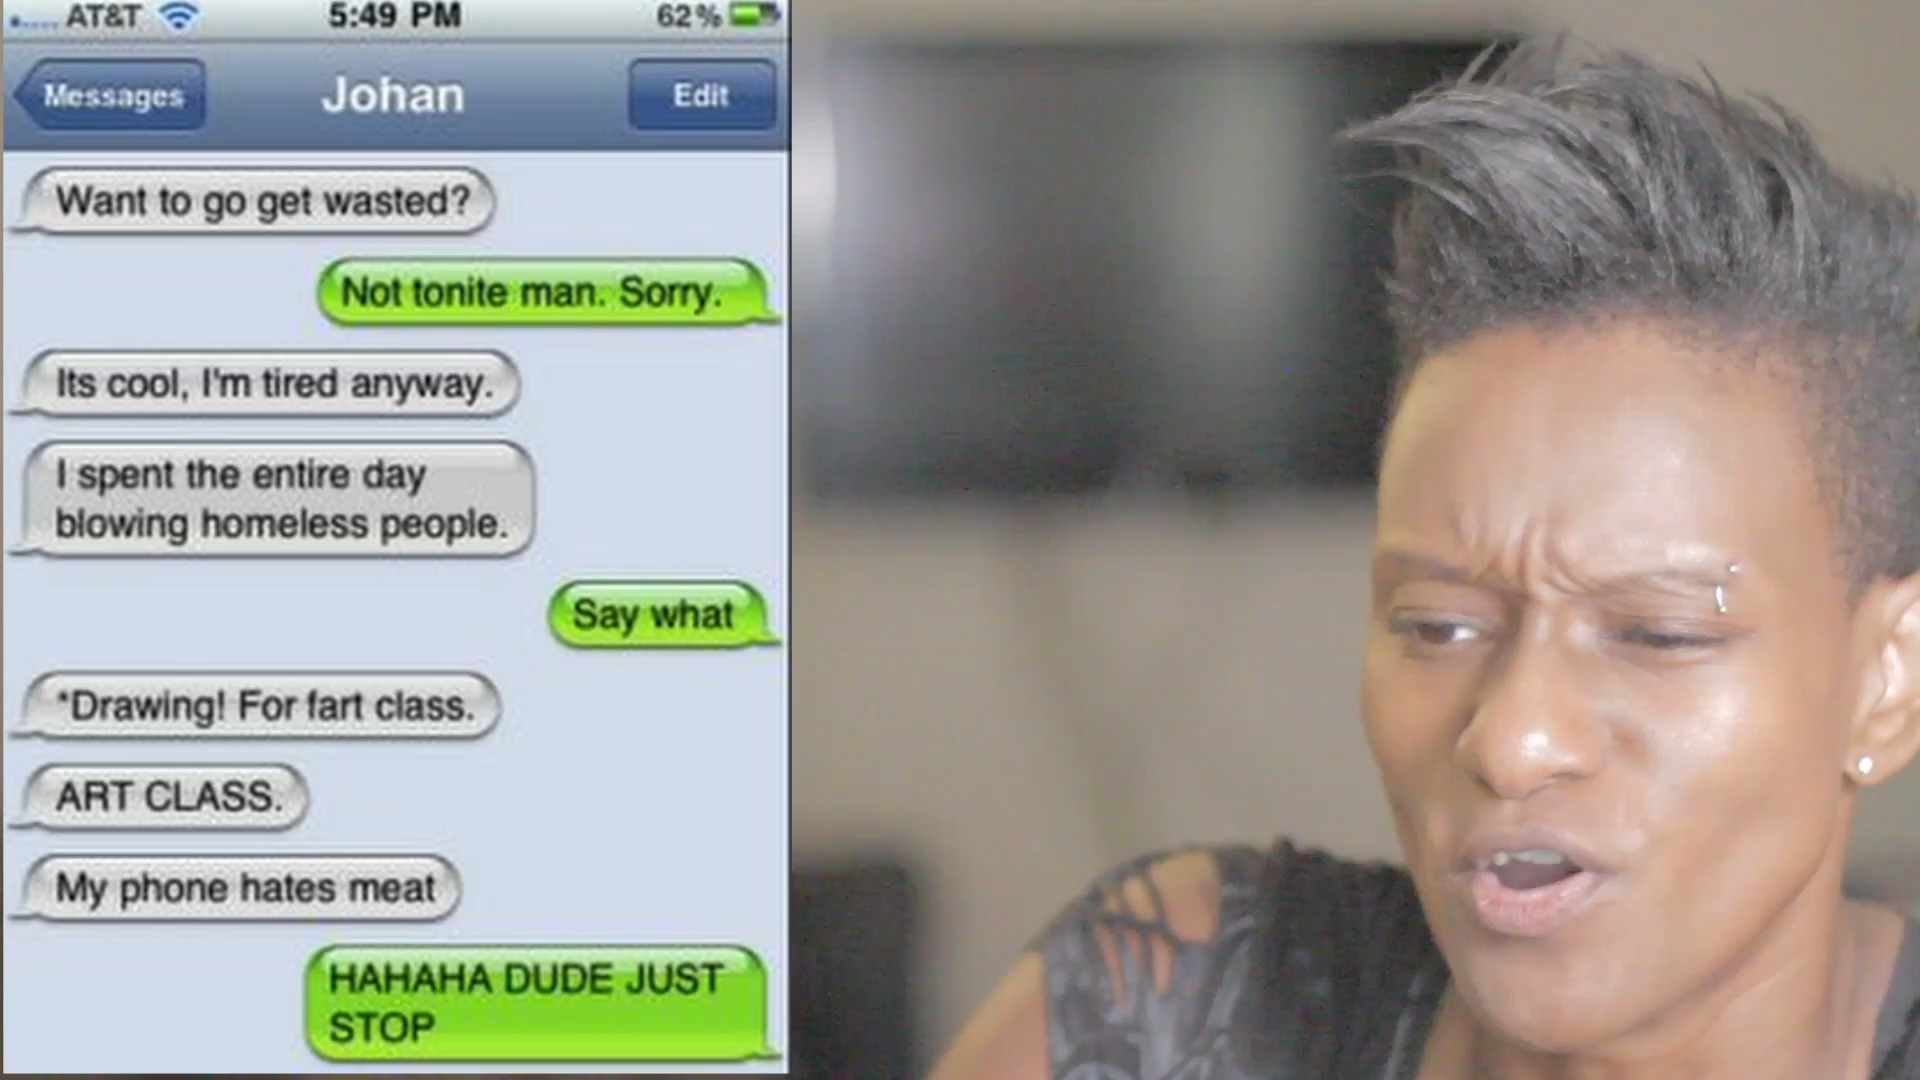 AT&T 5:49 PM 62%
Messages Johan Edit
Want to go get wasted?
Not tonite man. Sorry.
Its cool, I'm tired anyway.
I spent the entire day
blowing homeless people.
Say what
*Drawing! For fart class.
ART CLASS.
My phone hates meat
HAHAHA DUDE JUST
STOP